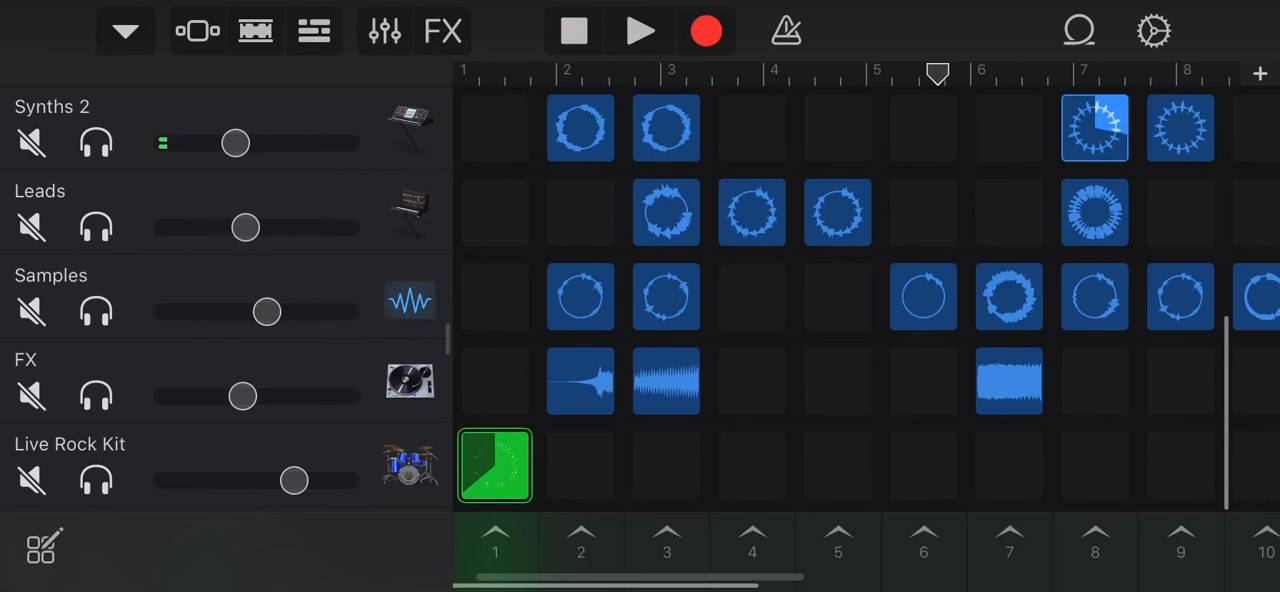 FX
1 2 3 4 5 6 7 8 +
Synths 2
Leads
Samples
FX
Live Rock Kit
1 2 3 4 5 6 7 8 9 10